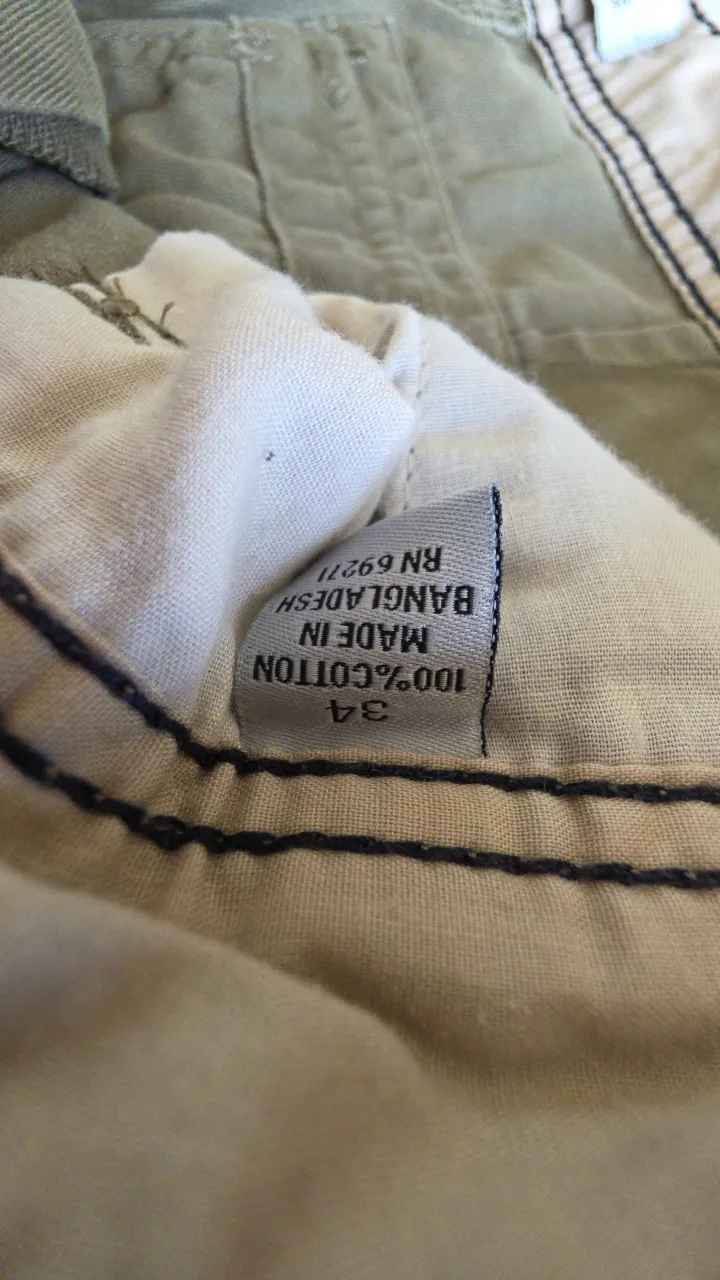 34
100%COTTON
MADE IN
BANGLADESH
RN 69271